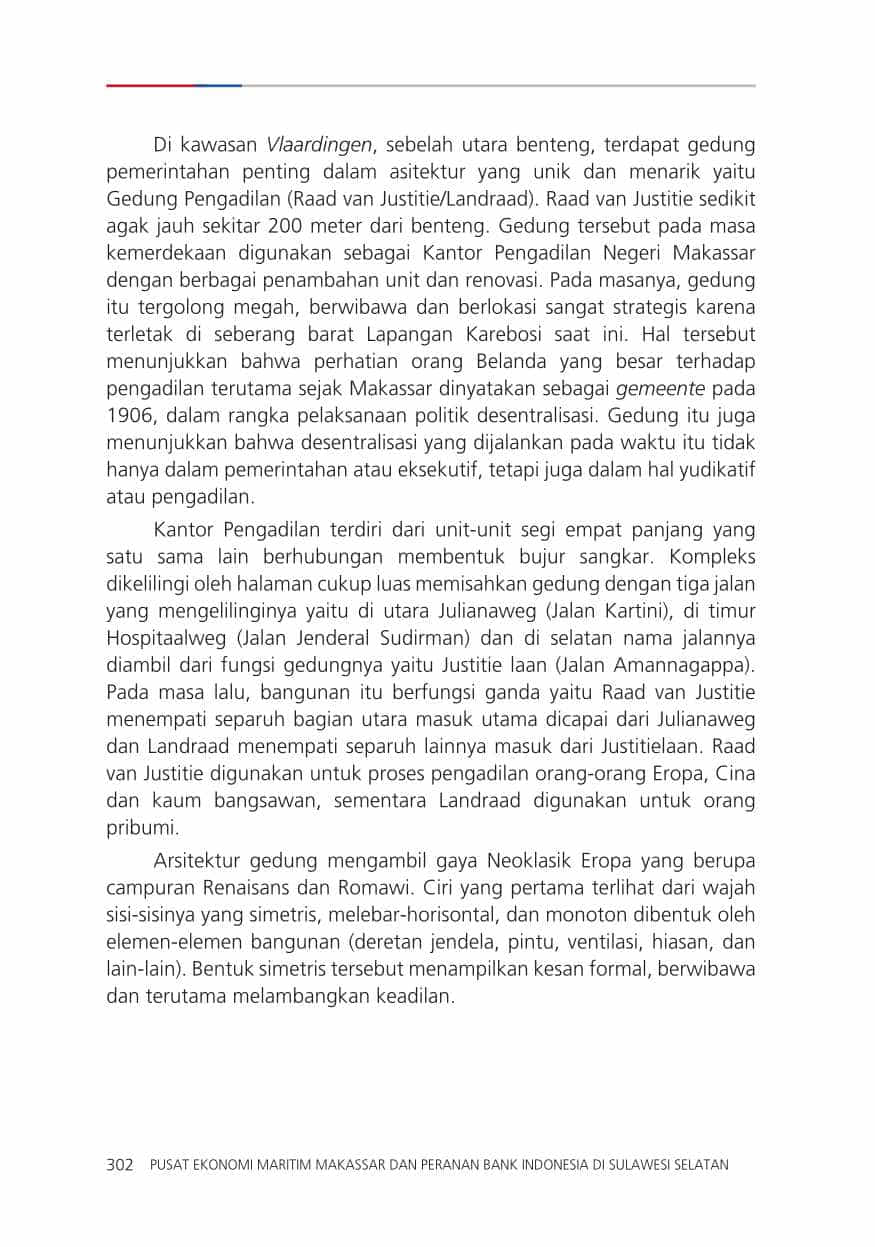 Di kawasan Vlaardingen, sebelah utara benteng, terdapat gedung
pemerintahan penting dalam asitektur yang unik dan menarik yaitu
Gedung Pengadilan (Raad van Justitie/Landraad). Raad van Justitie sedikit
agak jauh sekitar 200 meter dari benteng. Gedung tersebut pada masa
kemerdekaan digunakan sebagai Kantor Pengadilan Negeri Makassar
dengan berbagai penambahan unit dan renovasi. Pada masanya, gedung
itu tergolong megah, berwibawa dan berlokasi sangat strategis karena
terletak di seberang barat Lapangan Karebosi saat ini. Hal tersebut
menunjukkan bahwa perhatian orang Belanda yang besar terhadap
pengadilan terutama sejak Makassar dinyatakan sebagai gemeente pada
1906, dalam rangka pelaksanaan politik desentralisasi. Gedung itu juga
menunjukkan bahwa desentralisasi yang dijalankan pada waktu itu tidak
hanya dalam pemerintahan atau eksekutif, tetapi juga dalam hal yudikatif
atau pengadilan.
Kantor Pengadilan terdiri dari unit-unit segi empat panjang yang
satu sama lain berhubungan membentuk bujur sangkar. Kompleks
dikelilingi oleh halaman cukup luas memisahkan gedung dengan tiga jalan
yang mengelilinginya yaitu di utara Julianaweg (Jalan Kartini), di timur
Hospitaalweg (Jalan Jenderal Sudirman) dan di selatan nama jalannya
diambil dari fungsi gedungnya yaitu Justitie laan (Jalan Amannagappa).
Pada masa lalu, bangunan itu berfungsi ganda yaitu Raad van Justitie
menempati separuh bagian utara masuk utama dicapai dari Julianaweg
dan Landraad menempati separuh lainnya masuk dari Justitielaan. Raad
van Justitie digunakan untuk proses pengadilan orang-orang Eropa, Cina
dan kaum bangsawan, sementara Landraad digunakan untuk orang
pribumi.
Arsitektur gedung mengambil gaya Neoklasik Eropa yang berupa
campuran Renaisans dan Romawi. Ciri yang pertama terlihat dari wajah
sisi-sisinya yang simetris, melebar-horisontal, dan monoton dibentuk oleh
elemen-elemen bangunan (deretan jendela, pintu, ventilasi, hiasan, dan
lain-lain). Bentuk simetris tersebut menampilkan kesan formal, berwibawa
dan terutama melambangkan keadilan.
302 PUSAT EKONOMI MARITIM MAKASSAR DAN PERANAN BANK INDONESIA DI SULAWESI SELATAN